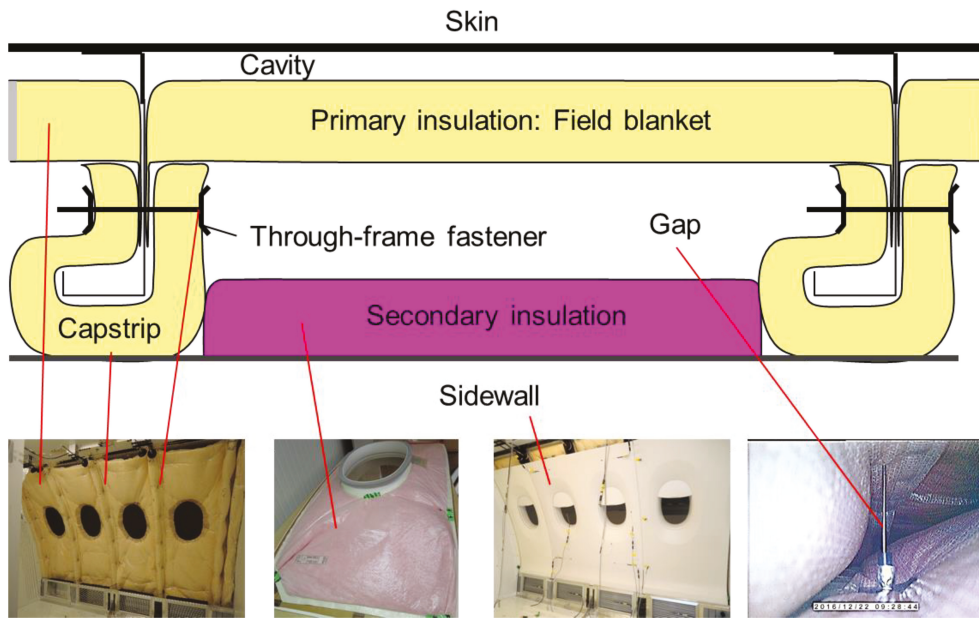 Skin
Cavity
Primary insulation: Field blanket
Through-frame fastener
Gap
Secondary insulation
Capstrip
Sidewall
2016/12/22 09:28:44